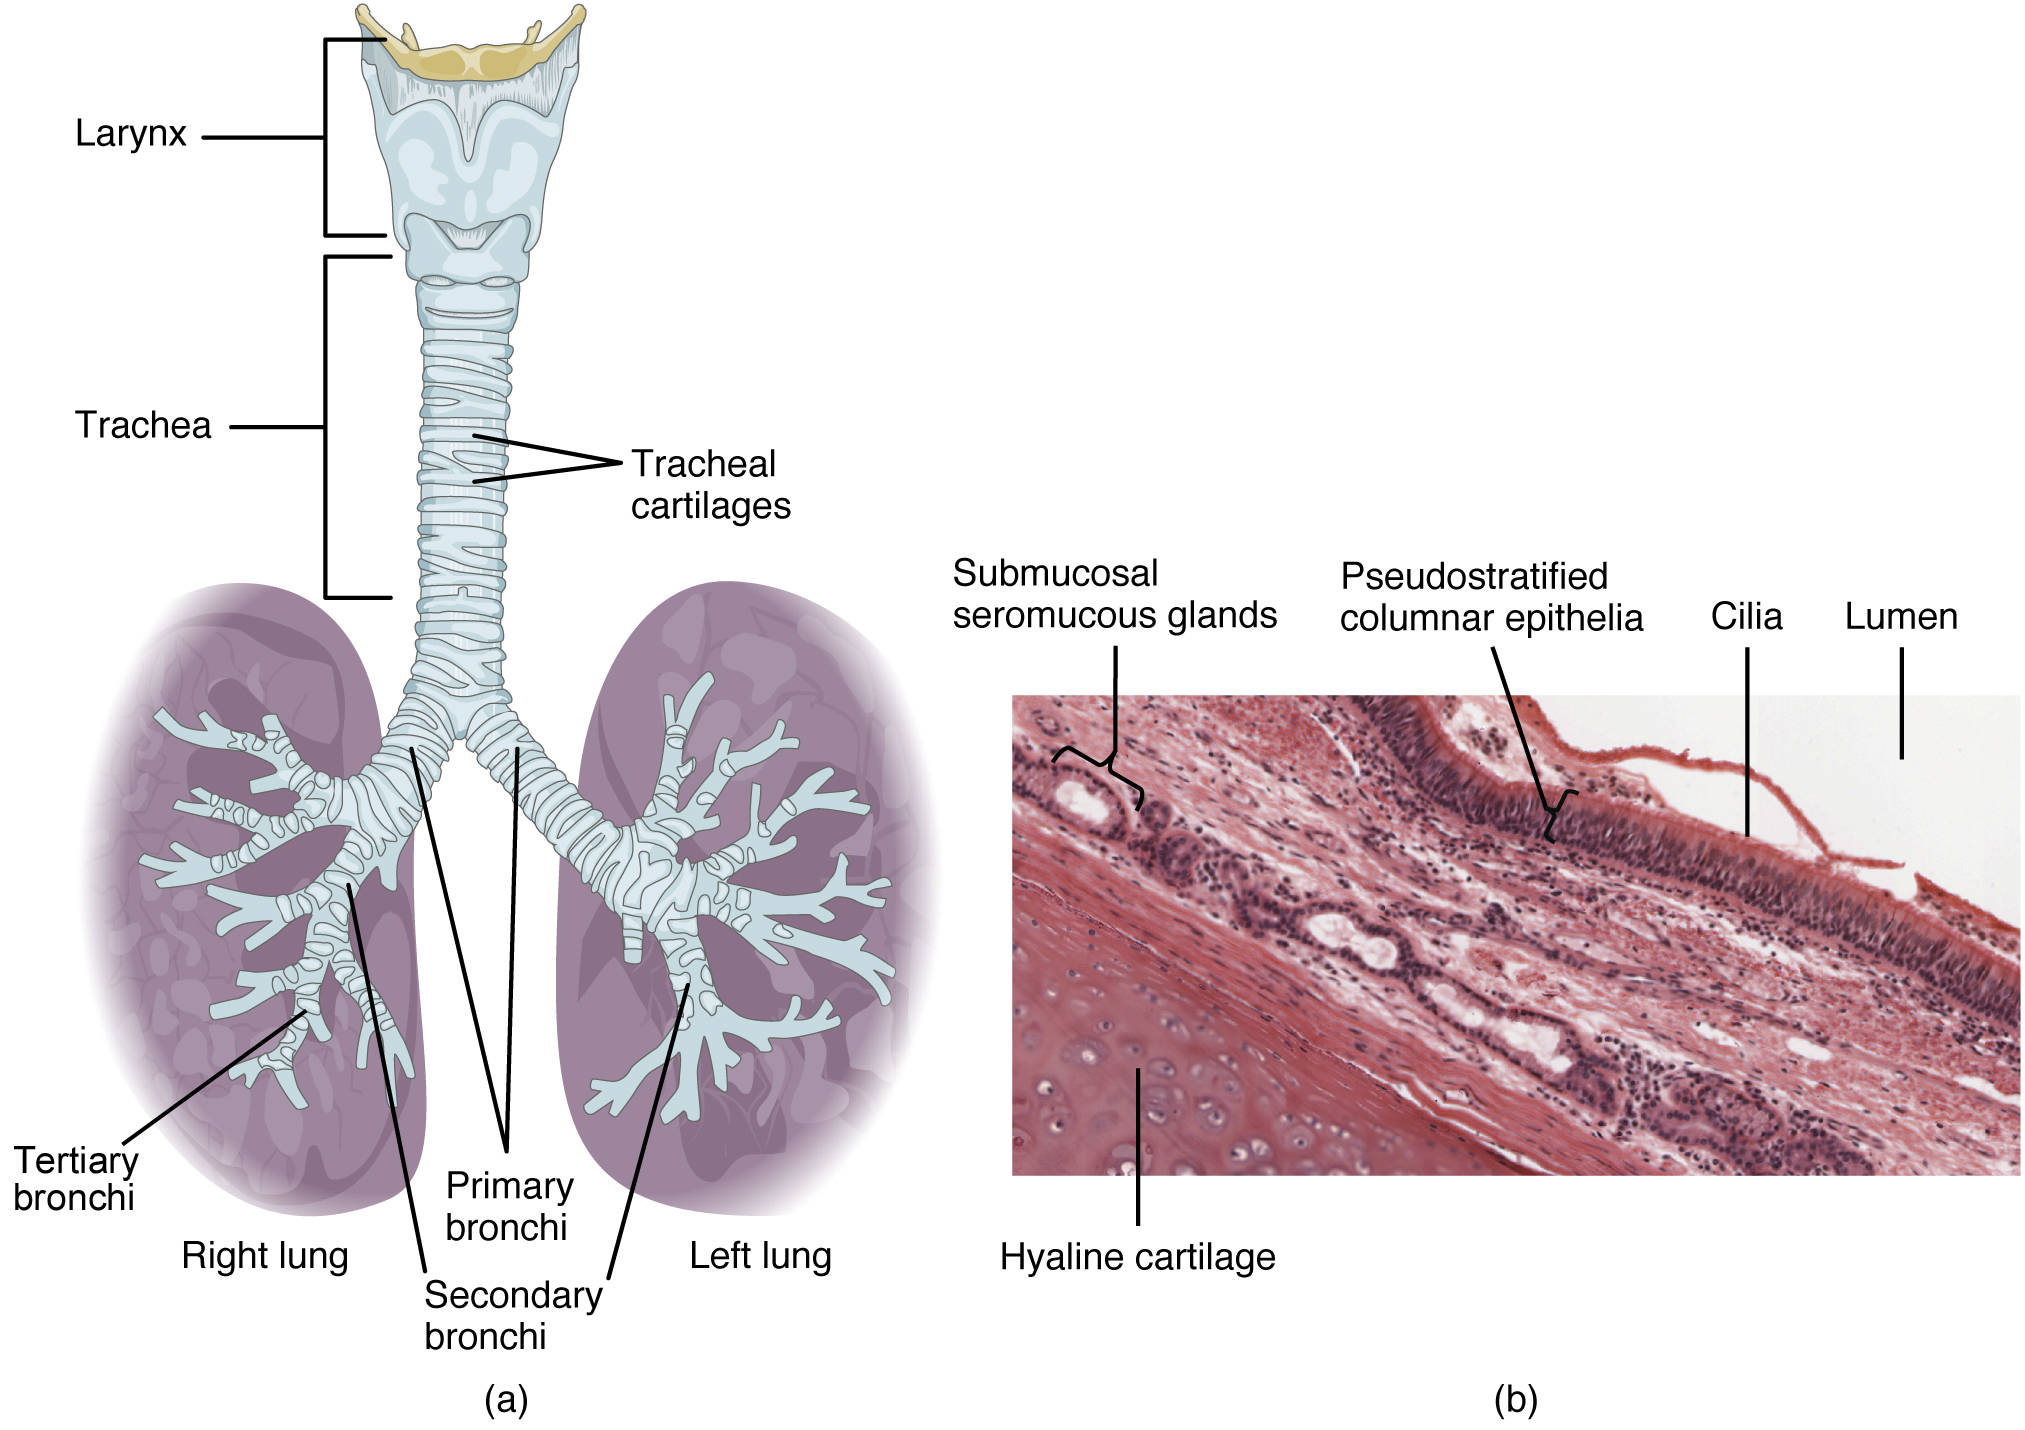 Larynx
Trachea
Tracheal
cartilages
Tertiary
bronchi
Right lung
Primary
bronchi
Left lung
Secondary
bronchi
(a)
Submucosal
seromucous glands
Pseudostratified
columnar epithelia
Cilia
Lumen
Hyaline cartilage
(b)